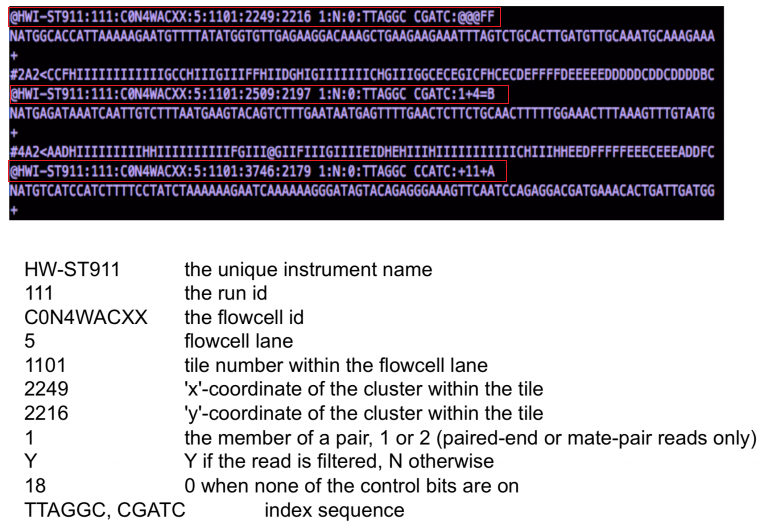 @HWI-ST911:111:C0N4WACXX:5:1101:2249:2216 1:N:0:TTAGGC CGATC:@@@FF
NATGGCACCATTAAAAAGAATGTTTTATATGGTGTTGAGAAGGACAAAGCTGAAGAAGAAATTTAGTCTGCACTTGATGTTGCAAATGCAAAGAAA
+
#2A2<CCFHIIIIIIIIIIIIGCCHIIIGIIIFFHIIDGHIGIIIIIIICHGIIIGGCECEGICFHCECDEFFFFDEEEEEDDDDDCDDCDDDDBC
@HWI-ST911:111:C0N4WACXX:5:1101:2509:2197 1:N:0:TTAGGC CGATC:1+4=B
NATGAGATAAATCAATTGTCTTTAATGAAGTACAGTCTTTGAATAATGAGTTTTGAACTCTTCTGCAACTTTTTGGAAACTTTAAAGTTTGTAATG
+
#4A2<AADHIIIIIIIIIHHIIIIIIIIIIFGIII@GIIFIIIGIIIIEIDHEHIIIHIIIIIIIIIIICHIIIHHEEDFFFFFEEECEEEADDFC
@HWI-ST911:111:C0N4WACXX:5:1101:3746:2179 1:N:0:TTAGGC CCATC:+11+A
NATGTCATCCATCTTTTCCTATCTAAAAAAGAATCAAAAAAGGGATAGTACAGAGGGAAAGTTCAATCCAGAGGACGATGAAACACTGATTGATGG
+
HW-ST911 the unique instrument name
111 the run id
C0N4WACXX the flowcell id
5 flowcell lane
1101 tile number within the flowcell lane
2249 'x'-coordinate of the cluster within the tile
2216 'y'-coordinate of the cluster within the tile
1 the member of a pair, 1 or 2 (paired-end or mate-pair reads only)
Y Y if the read is filtered, N otherwise
18 0 when none of the control bits are on
TTAGGC, CGATC index sequence